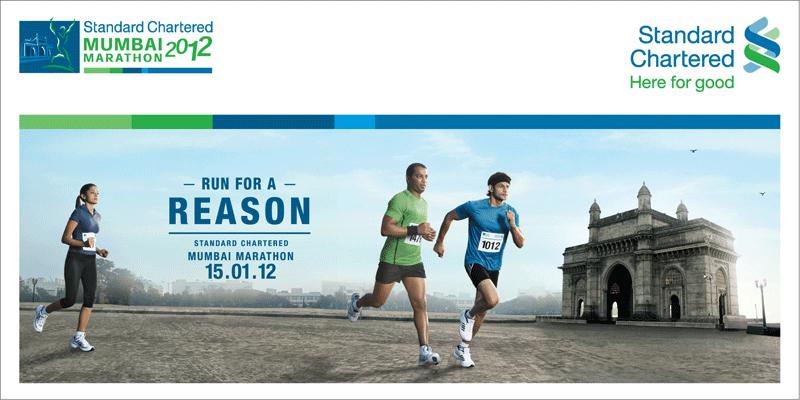 Standard Chartered
MUMBAI
MARATHON 2012
Standard
Chartered
Here for good
RUN FOR A
REASON
STANDARD CHARTERED
MUMBAI MARATHON
15.01.12
1012